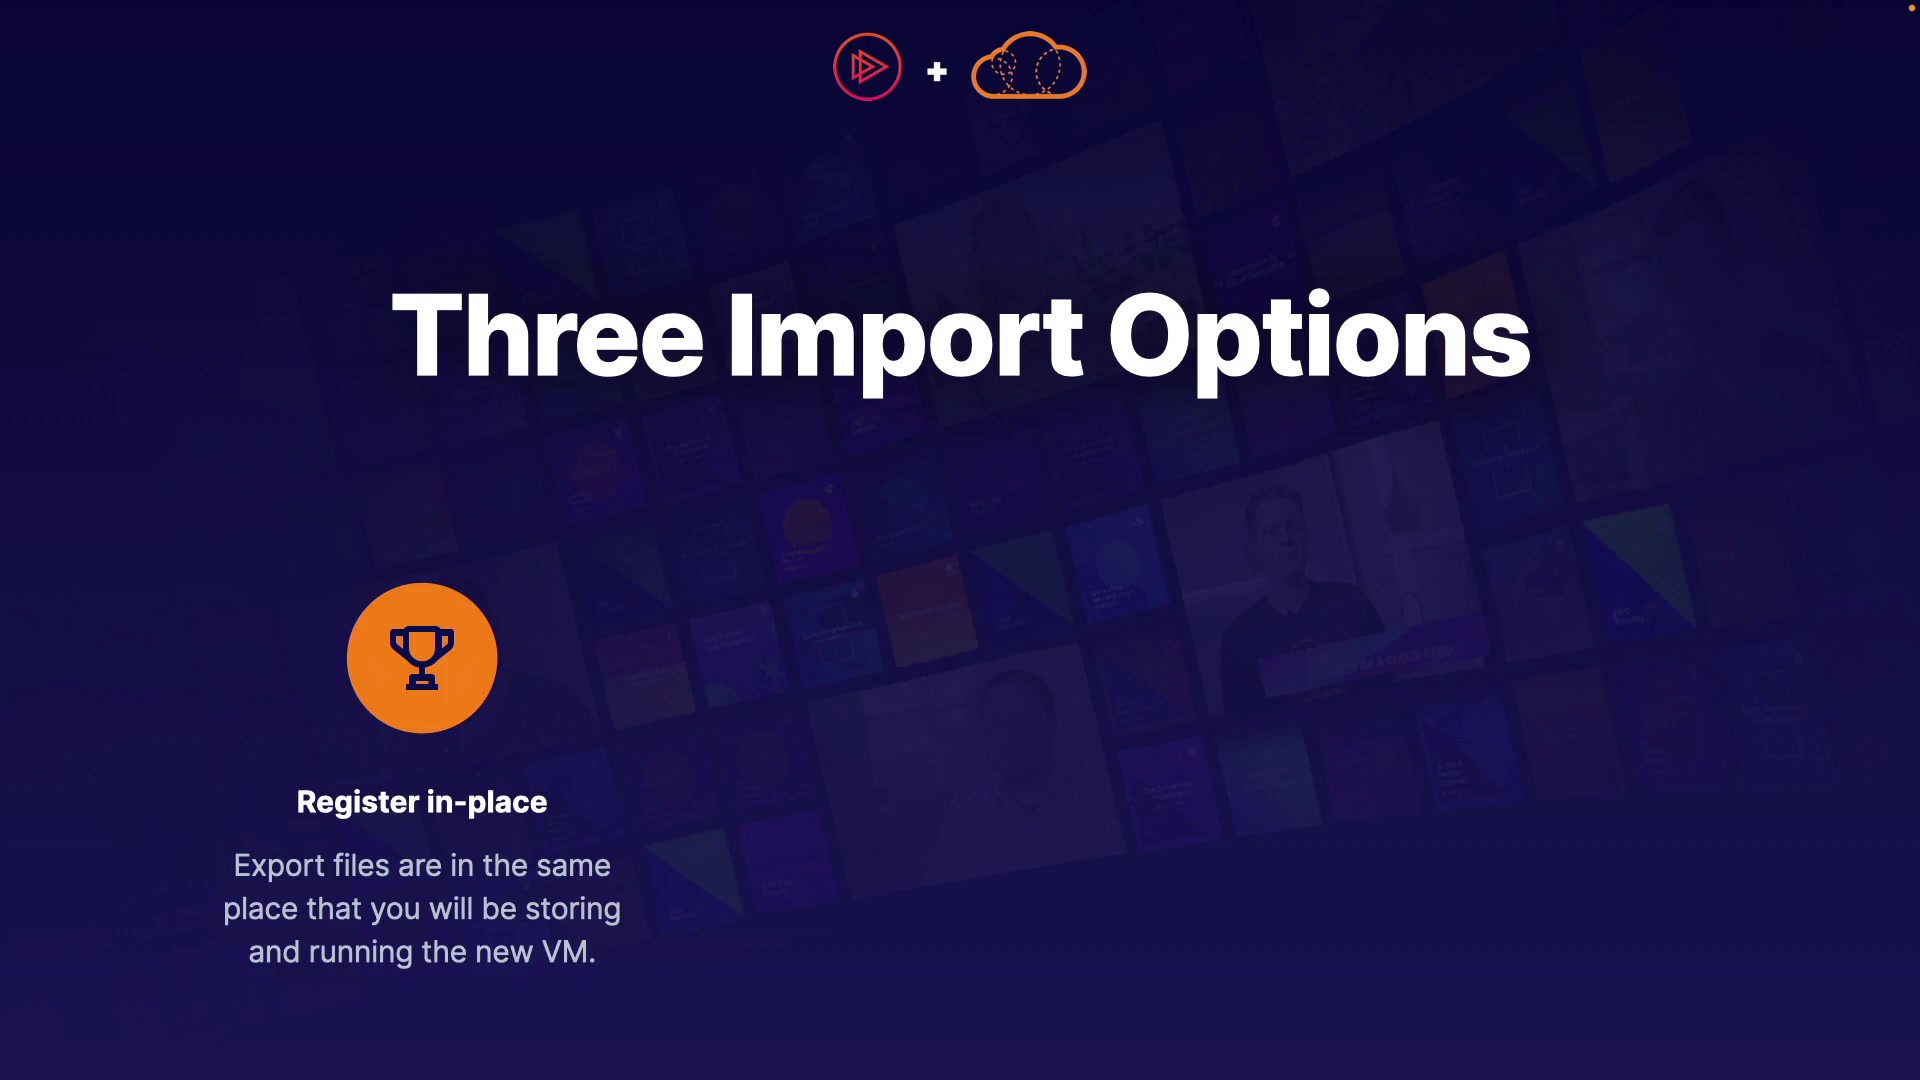 Three Import Options
Register in-place
Export files are in the same
place that you will be storing
and running the new VM.